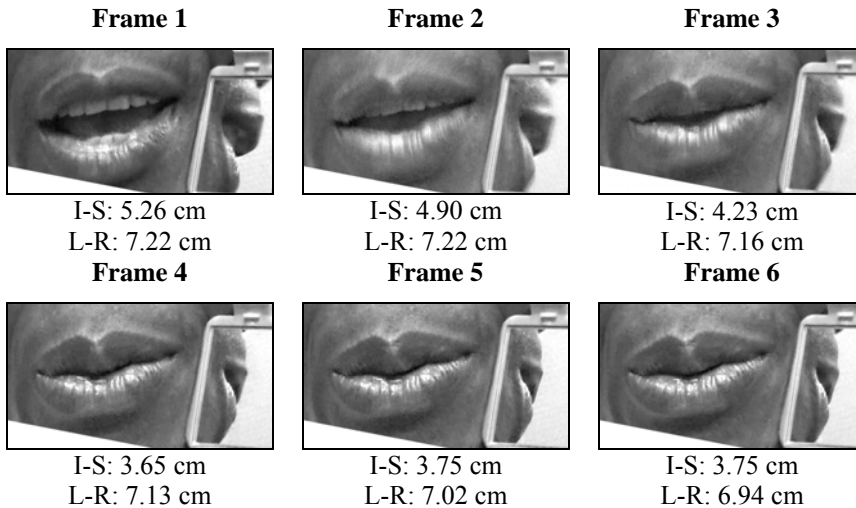 Frame 1 Frame 2 Frame 3
I-S: 5.26 cm I-S: 4.90 cm I-S: 4.23 cm
L-R: 7.22 cm L-R: 7.22 cm L-R: 7.16 cm
Frame 4 Frame 5 Frame 6
I-S: 3.65 cm I-S: 3.75 cm I-S: 3.75 cm
L-R: 7.13 cm L-R: 7.02 cm L-R: 6.94 cm